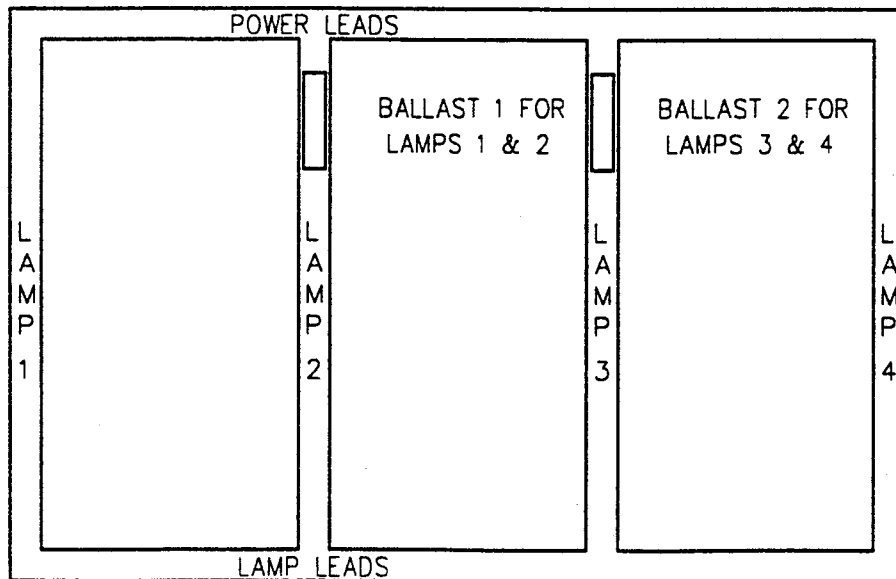 POWER LEADS
BALLAST 1 FOR
LAMPS 1 & 2
BALLAST 2 FOR
LAMPS 3 & 4
LAMP 1
LAMP 2
LAMP 3
LAMP 4
LAMP LEADS